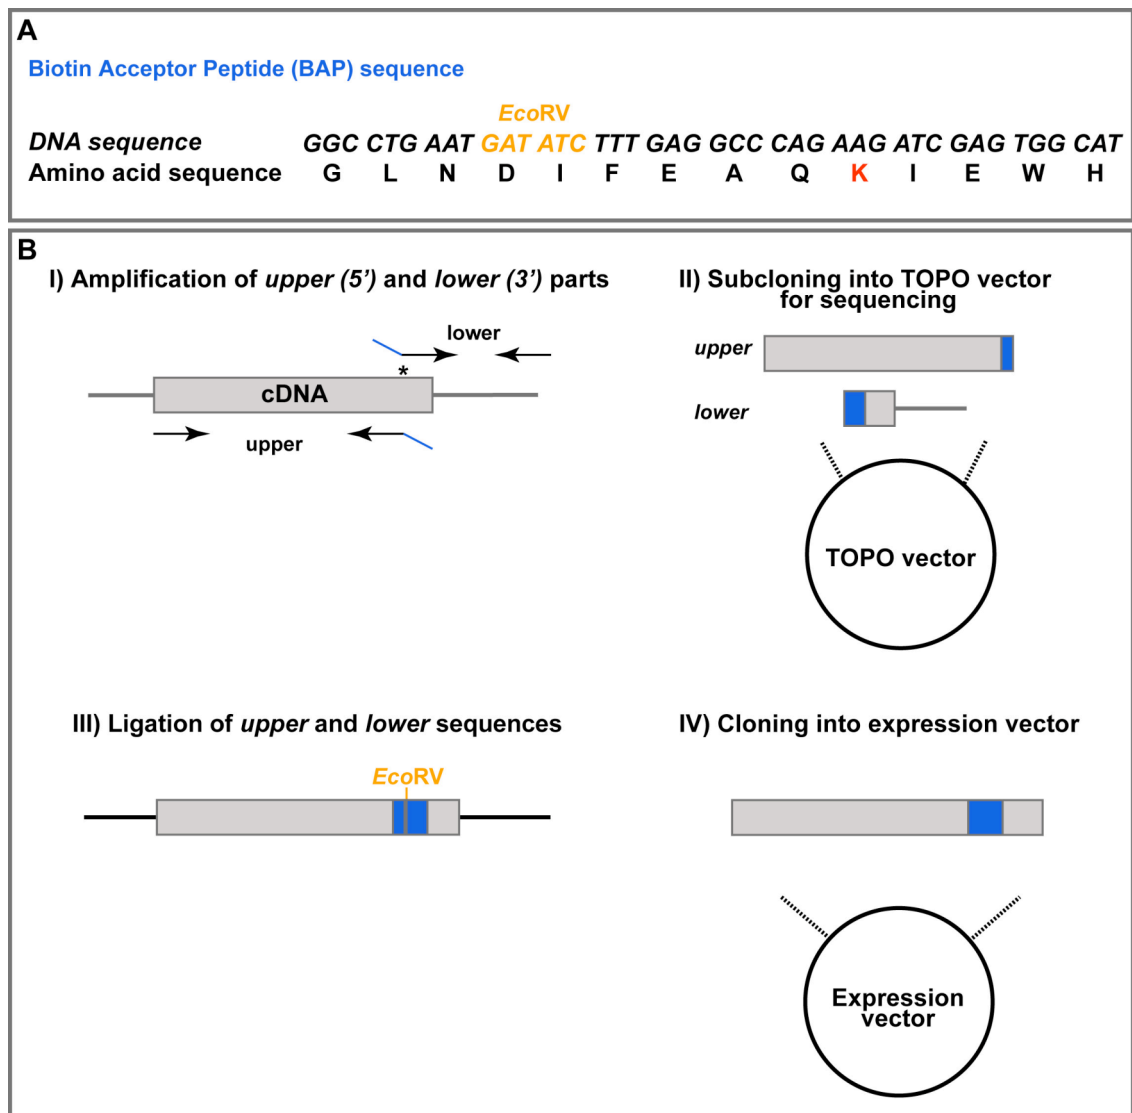 A
Biotin Acceptor Peptide (BAP) sequence
EcoRV
DNA sequence GGC CTG AAT GAT ATC TTT GAG GCC CAG AAG ATC GAG TGG CAT
Amino acid sequence G L N D I F E A Q K I E W H
B
I) Amplification of upper (5’) and lower (3’) parts
lower
*
cDNA
upper
II) Subcloning into TOPO vector
for sequencing
upper
lower
TOPO vector
III) Ligation of upper and lower sequences
EcoRV
IV) Cloning into expression vector
Expression
vector